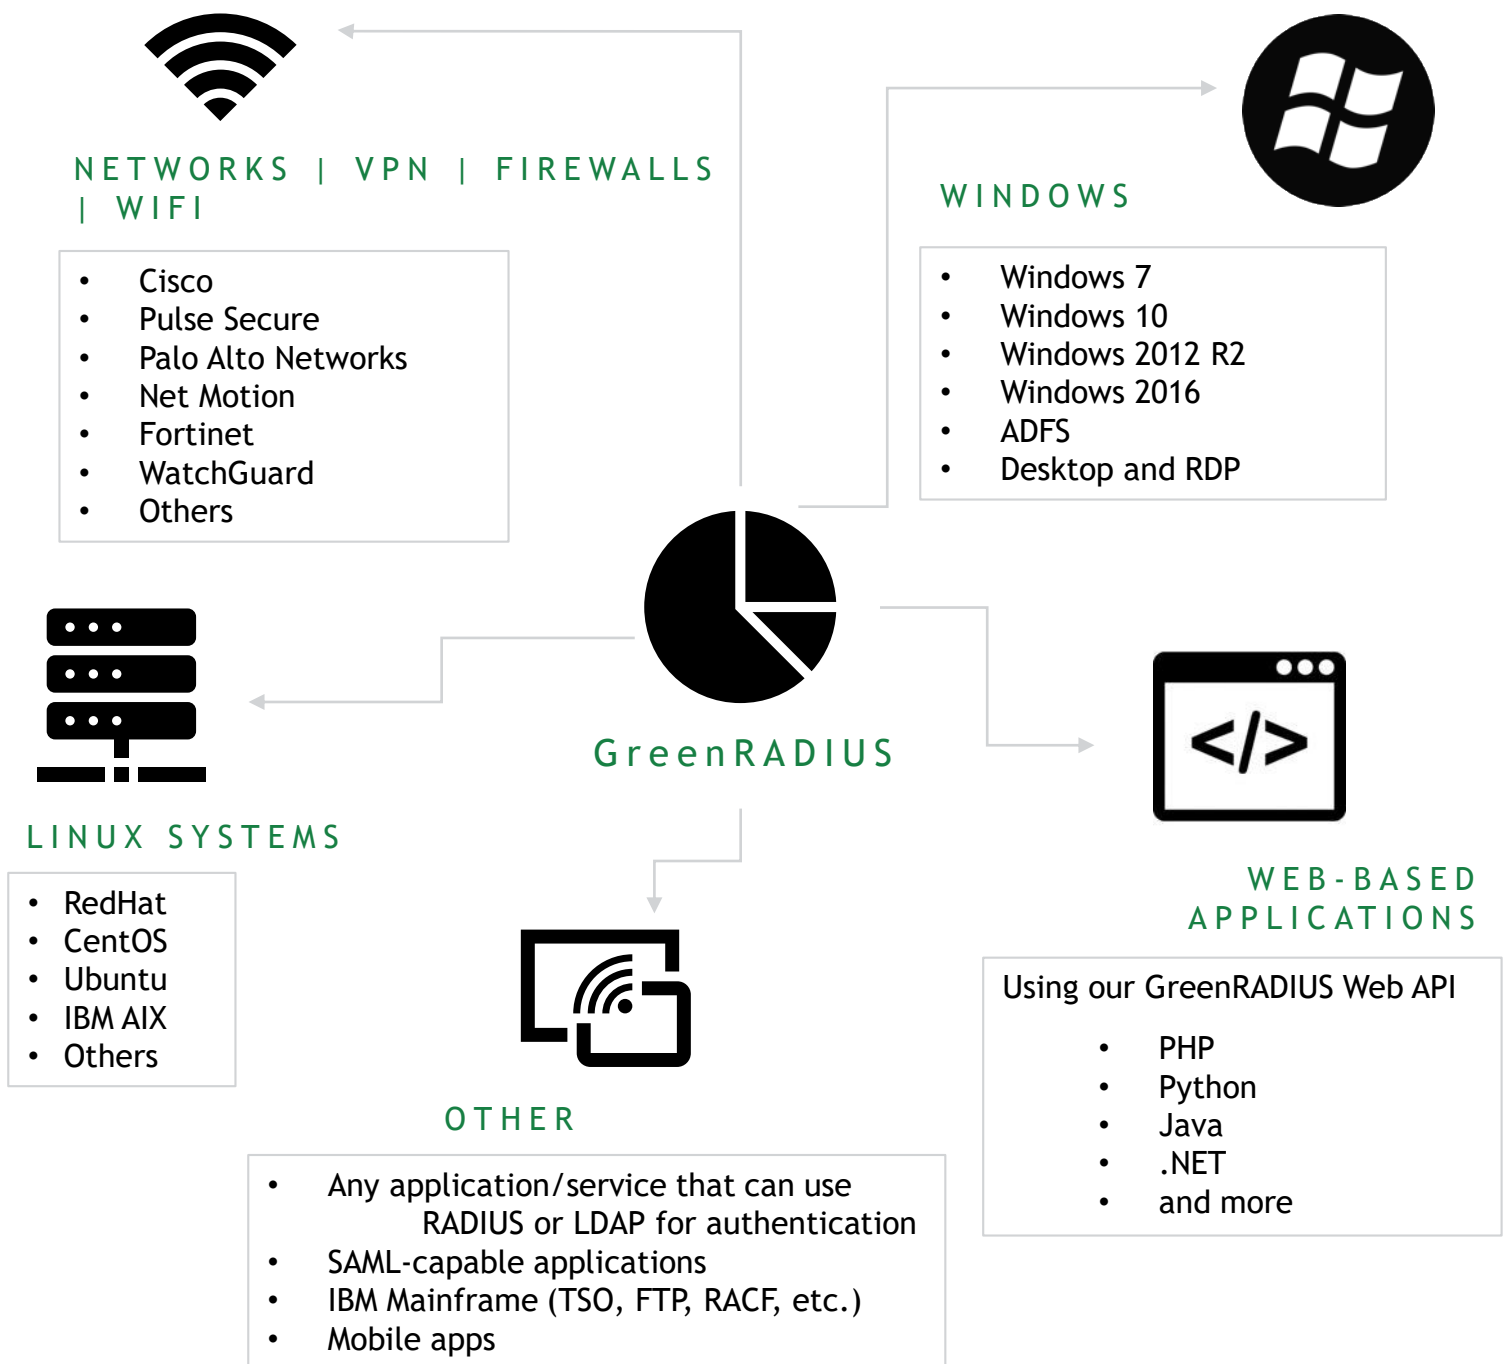 NETWORKS | VPN | FIREWALLS
| WIFI
• Cisco
• Pulse Secure
• Palo Alto Networks
• Net Motion
• Fortinet
• WatchGuard
• Others
WINDOWS
• Windows 7
• Windows 10
• Windows 2012 R2
• Windows 2016
• ADFS
• Desktop and RDP
GreenRADIUS
LINUX SYSTEMS
• RedHat
• CentOS
• Ubuntu
• IBM AIX
• Others
</>
WEB-BASED
APPLICATIONS
Using our GreenRADIUS Web API
• PHP
• Python
• Java
• .NET
• and more
OTHER
• Any application/service that can use
RADIUS or LDAP for authentication
• SAML-capable applications
• IBM Mainframe (TSO, FTP, RACF, etc.)
• Mobile apps